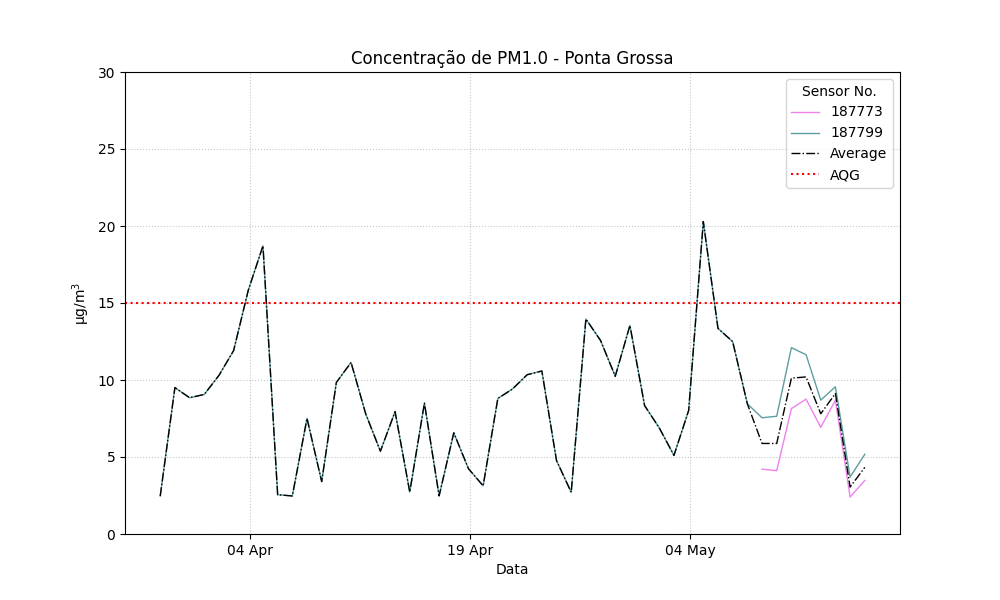 Concentração de PM1.0 - Ponta Grossa
30
25
20
15
10
5
0
µg/m³
04 Apr
19 Apr
04 May
Data
Sensor No.
187773
187799
Average
AQG